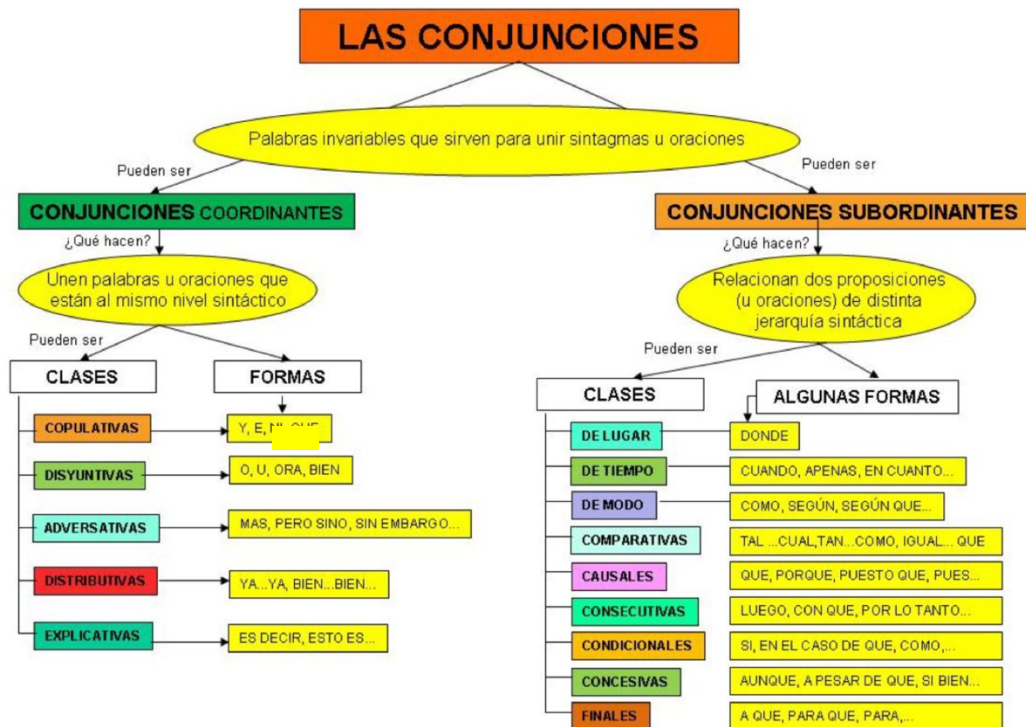 LAS CONJUNCIONES
Palabras invariables que sirven para unir sintagmas u oraciones
Pueden ser
Pueden ser
CONJUNCIONES COORDINANTES
CONJUNCIONES SUBORDINANTES
¿Qué hacen?
¿Qué hacen?
Unen palabras u oraciones que
están al mismo nivel sintáctico
Relacionan dos proposiciones
(u oraciones) de distinta
jerarquía sintáctica
Pueden ser
Pueden ser
CLASES
FORMAS
COPULATIVAS
Y, E,
DISYUNTIVAS
O, U, ORA, BIEN
ADVERSATIVAS
MAS, PERO SINO, SIN EMBARGO...
DISTRIBUTIVAS
YA...YA, BIEN...BIEN...
EXPLICATIVAS
ES DECIR, ESTO ES...
CLASES
ALGUNAS FORMAS
DE LUGAR
DONDE
DE TIEMPO
CUANDO, APENAS, EN CUANTO...
DE MODO
COMO, SEGÚN, SEGÚN QUE...
COMPARATIVAS
TAL ...CUAL,TAN...COMO, IGUAL... QUE
CAUSALES
QUE, PORQUE, PUESTO QUE, PUES...
CONSECUTIVAS
LUEGO, CON QUE, POR LO TANTO...
CONDICIONALES
SI, EN EL CASO DE QUE, COMO,...
CONCESIVAS
AUNQUE, A PESAR DE QUE, SI BIEN...
FINALES
A QUE, PARA QUE, PARA,...